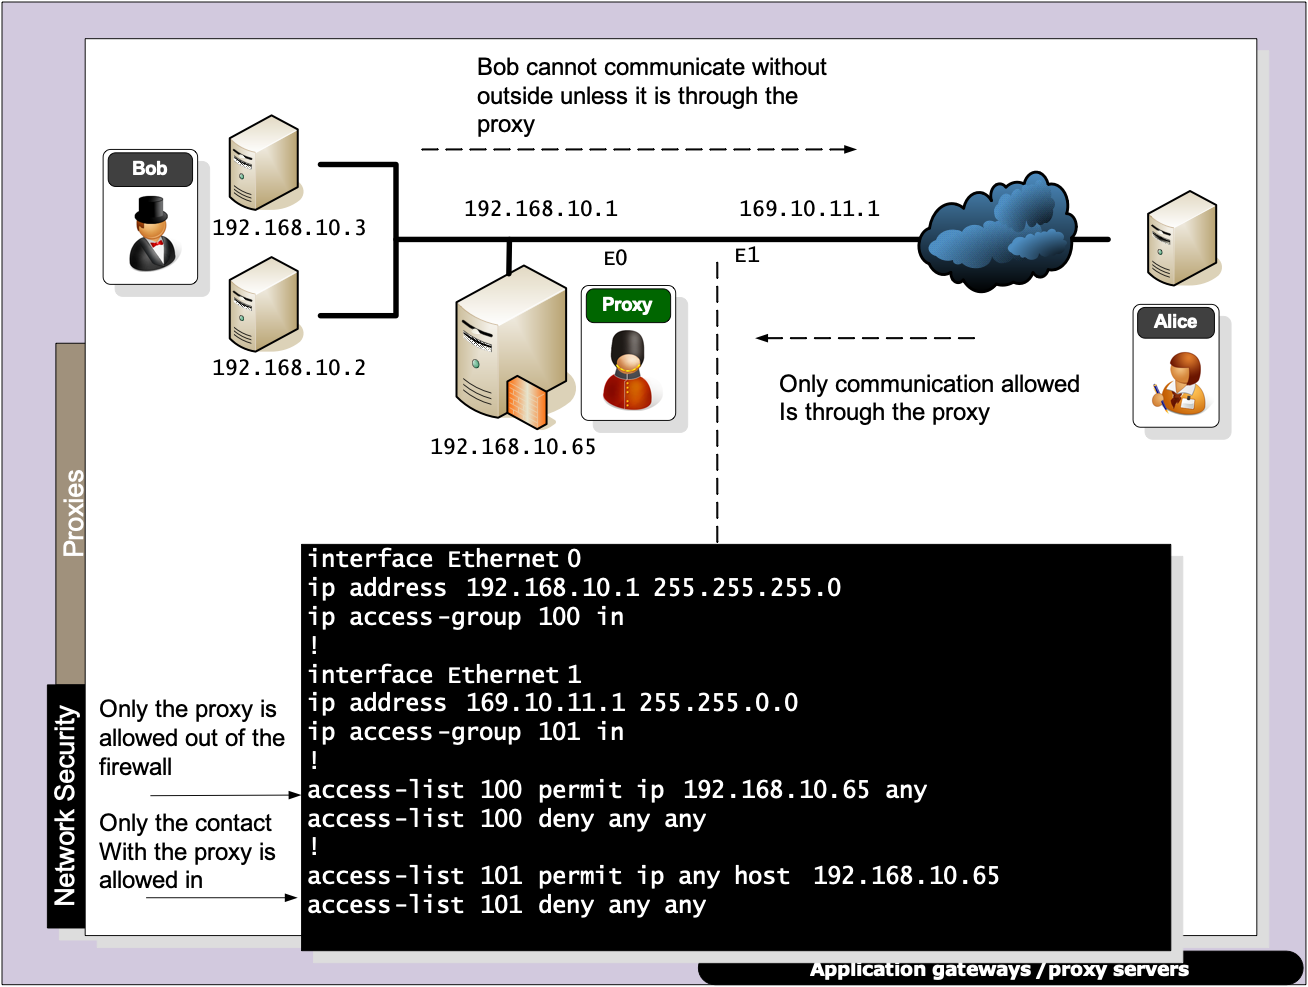 Bob cannot communicate without
outside unless it is through the
proxy
Bob
192.168.10.3
192.168.10.1
169.10.11.1
E0
E1
192.168.10.2
Proxy
192.168.10.65
Alice
Only communication allowed
Is through the proxy
Proxies
Network Security
interface Ethernet 0
ip address 192.168.10.1 255.255.255.0
ip access-group 100 in
!
interface Ethernet 1
ip address 169.10.11.1 255.255.0.0
ip access-group 101 in
!
access-list 100 permit ip 192.168.10.65 any
access-list 100 deny any any
!
access-list 101 permit ip any host 192.168.10.65
access-list 101 deny any any
Only the proxy is
allowed out of the
firewall
Only the contact
With the proxy is
allowed in
Application gateways /proxy servers